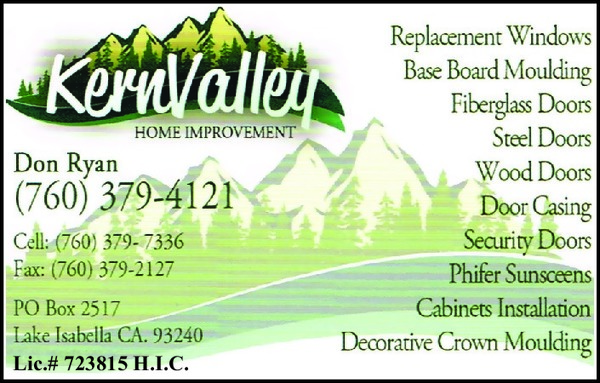 KernValley
HOME IMPROVEMENT
Don Ryan
(760) 379-4121
Cell: (760) 379- 7336
Fax: (760) 379-2127
PO Box 2517
Lake Isabella CA. 93240
Lic.# 723815 H.I.C.
Replacement Windows
Base Board Moulding
Fiberglass Doors
Steel Doors
Wood Doors
Door Casing
Security Doors
Phifer Sunsceens
Cabinets Installation
Decorative Crown Moulding